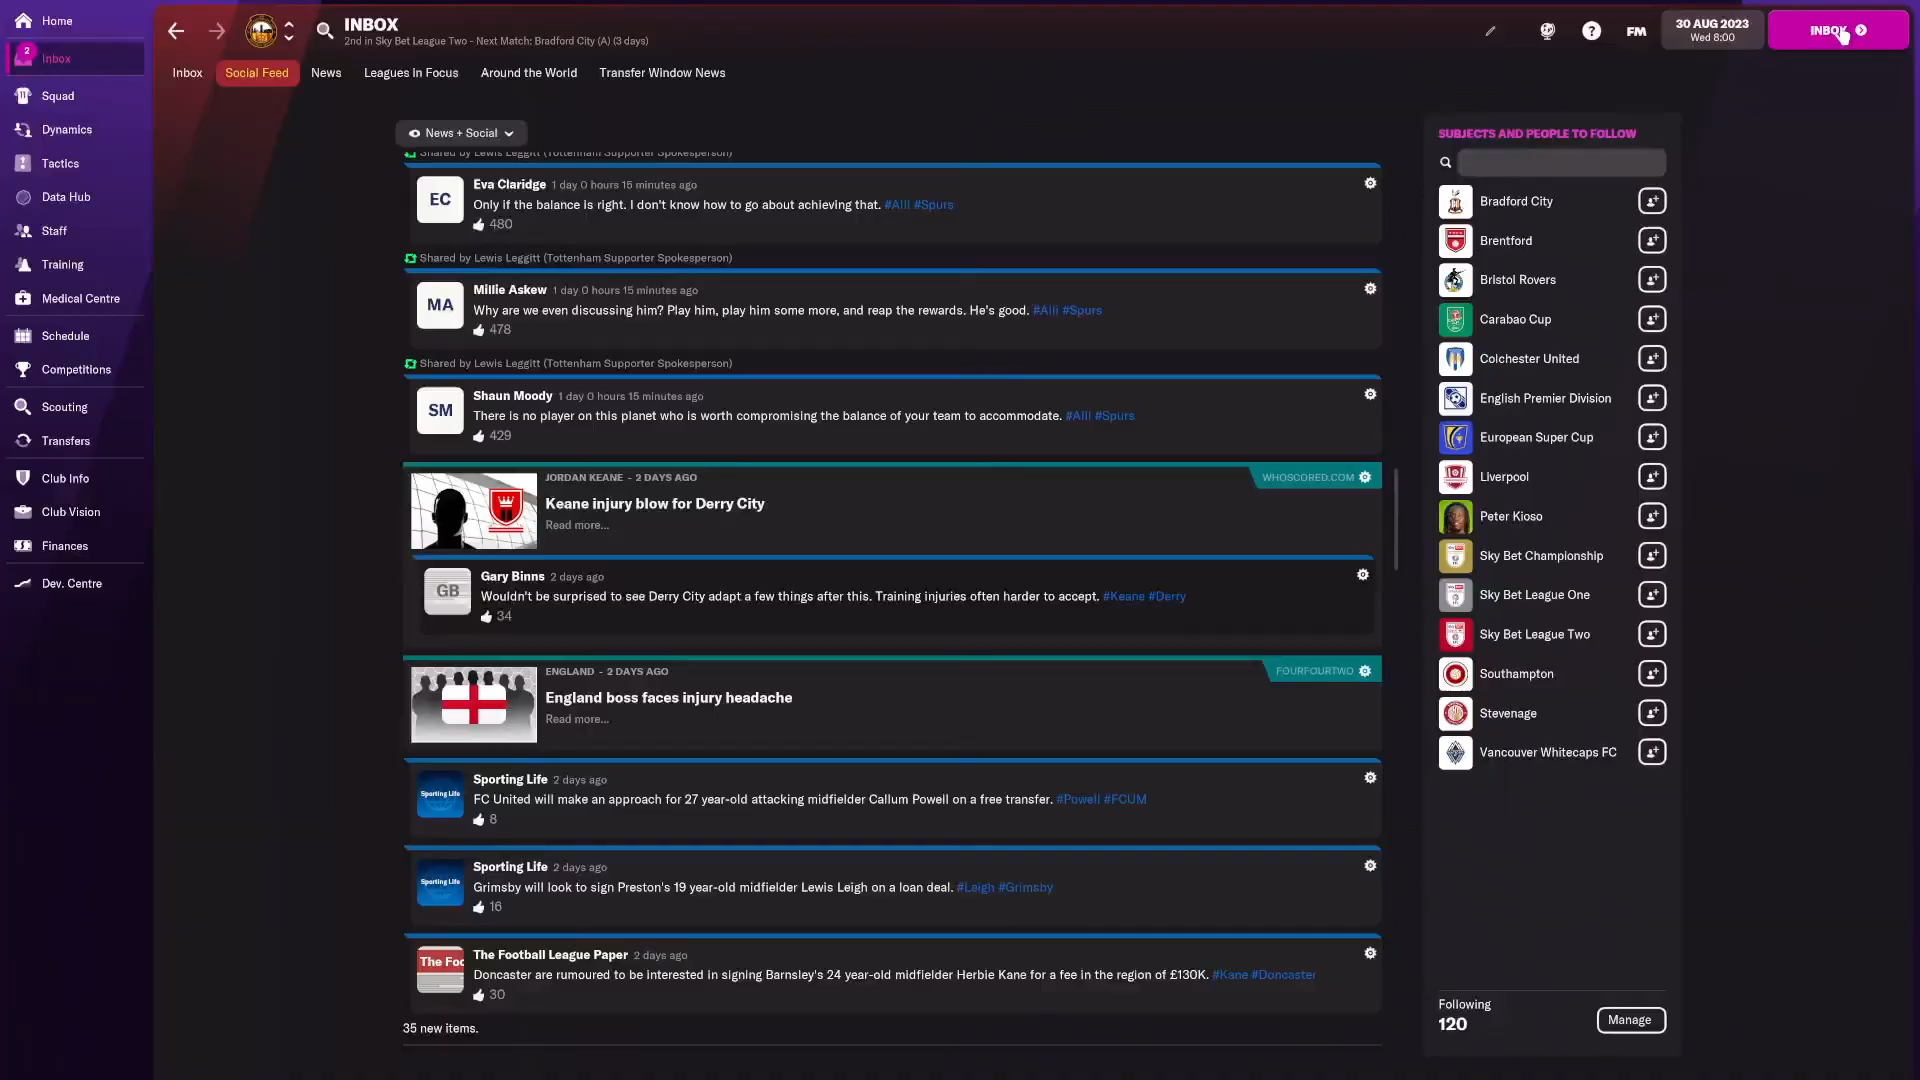 Home
2
Inbox
Squad
Dynamics
Tactics
Data Hub
Staff
Training
Medical Centre
Schedule
Competitions
Scouting
Transfers
Club Info
Club Vision
Finances
Dev. Centre
INBOX
2nd in Sky Bet League Two - Next Match: Bradford City (A) (3 days)
FM
30 AUG 2023
Wed 8:00
INBOX
Inbox
Social Feed
News
Leagues in Focus
Around the World
Transfer Window News
News + Social
Shared by Lewis Leggitt (Tottenham Supporter Spokesperson)
EC
Eva Claridge 1 day 0 hours 15 minutes ago
Only if the balance is right. I don't know how to go about achieving that. #Alli #Spurs
480
Shared by Lewis Leggitt (Tottenham Supporter Spokesperson)
MA
Millie Askew 1 day 0 hours 15 minutes ago
Why are we even discussing him? Play him, play him some more, and reap the rewards. He's good. #Alli #Spurs
478
Shared by Lewis Leggitt (Tottenham Supporter Spokesperson)
SM
Shaun Moody 1 day 0 hours 15 minutes ago
There is no player on this planet who is worth compromising the balance of your team to accommodate. #Alli #Spurs
429
JORDAN KEANE - 2 DAYS AGO
WHOSCORED.COM
Keane injury blow for Derry City
Read more...
GB
Gary Binns 2 days ago
Wouldn't be surprised to see Derry City adapt a few things after this. Training injuries often harder to accept. #Keane #Derry
34
ENGLAND - 2 DAYS AGO
FOURFOURTWO
England boss faces injury headache
Read more...
Sporting Life
Sporting Life 2 days ago
FC United will make an approach for 27 year-old attacking midfielder Callum Powell on a free transfer. #Powell #FCUM
8
Sporting Life
Sporting Life 2 days ago
Grimsby will look to sign Preston's 19 year-old midfielder Lewis Leigh on a loan deal. #Leigh #Grimsby
16
The Foo
The Football League Paper 2 days ago
Doncaster are rumoured to be interested in signing Barnsley's 24 year-old midfielder Herbie Kane for a fee in the region of £130K. #Kane #Doncaster
30
35 new items.
SUBJECTS AND PEOPLE TO FOLLOW
Bradford City
Brentford
Bristol Rovers
Carabao Cup
Colchester United
English Premier Division
European Super Cup
Liverpool
Peter Kioso
Sky Bet Championship
Sky Bet League One
Sky Bet League Two
Southampton
Stevenage
Vancouver Whitecaps FC
Following
120
Manage